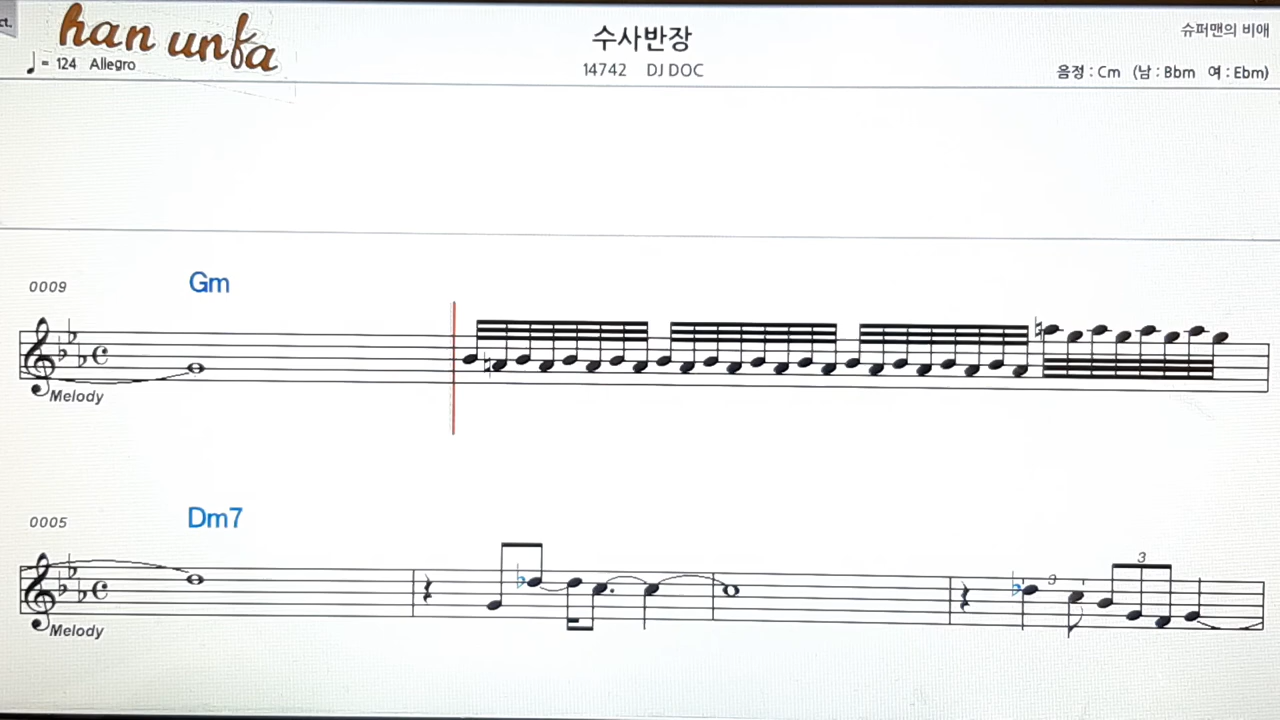 ct.
han unfa
♩ = 124 Allegro
수사반장
14742 DJ DOC
슈퍼맨의 비애
음정 : Cm (남 : Bbm 여 : Ebm)
0009
Gm
Melody
0005
Dm7
3
3
Melody